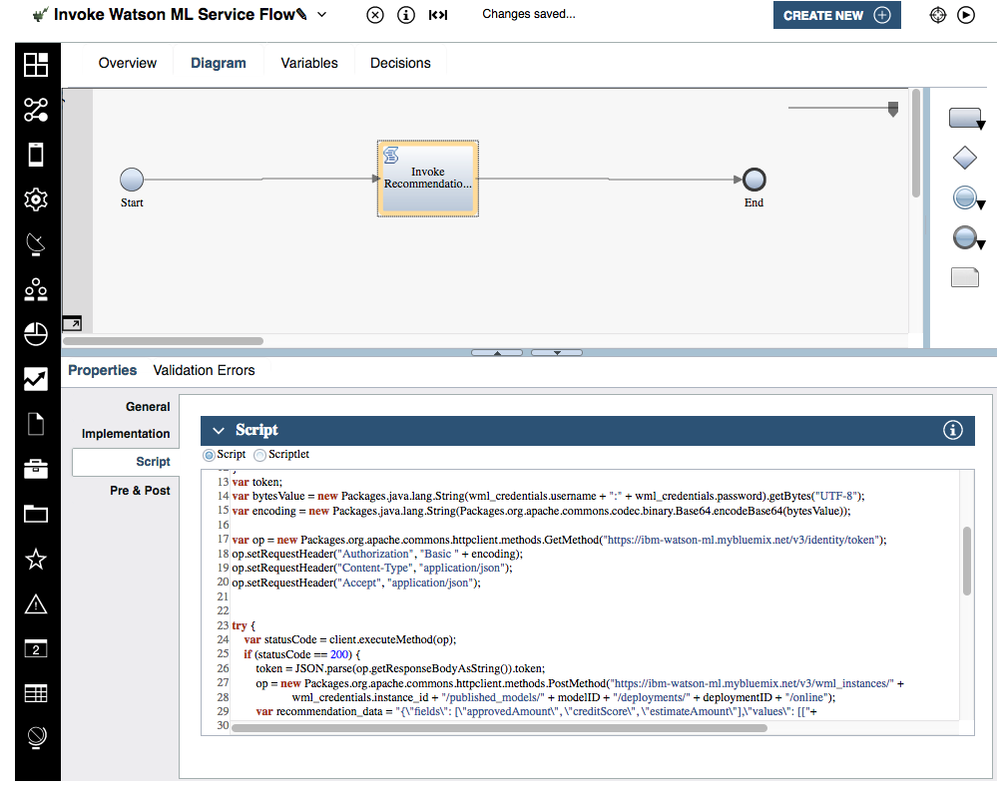 Invoke Watson ML Service Flow
Changes saved...
CREATE NEW
Overview
Diagram
Variables
Decisions
Start
Invoke
Recommendatio...
End
Properties
Validation Errors
General
Implementation
Script
Pre & Post
Script
Script
Scriptlet
13 var token;
14 var bytesValue = new Packages.java.lang.String(wml_credentials.username + ":" + wml_credentials.password).getBytes("UTF-8");
15 var encoding = new Packages.java.lang.String(Packages.org.apache.commons.codec.binary.Base64.encodeBase64(bytesValue));
16
17 var op = new Packages.org.apache.commons.httpclient.methods.GetMethod("https://ibm-watson-ml.mybluemix.net/v3/identity/token");
18 op.setRequestHeader("Authorization", "Basic " + encoding);
19 op.setRequestHeader("Content-Type", "application/json");
20 op.setRequestHeader("Accept", "application/json");
21
22
23 try {
24 var statusCode = client.executeMethod(op);
25 if (statusCode == 200) {
26 token = JSON.parse(op.getResponseBodyAsString()).token;
27 op = new Packages.org.apache.commons.httpclient.methods.PostMethod("https://ibm-watson-ml.mybluemix.net/v3/wml_instances/" +
28 wml_credentials.instance_id + "/published_models/" + modelID + "/deployments/" + deploymentID + "/online");
29 var recommendation_data = "{\"fields\": [\"approvedAmount\", \"creditScore\", \"estimateAmount\"],\"values\": [["+
30
2